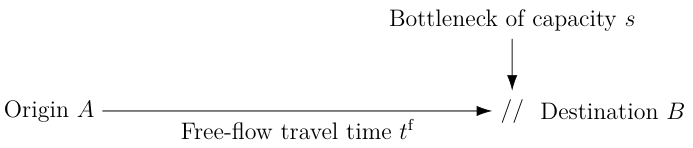 Bottleneck of capacity s
Origin A
// Destination B
Free-flow travel time t^f